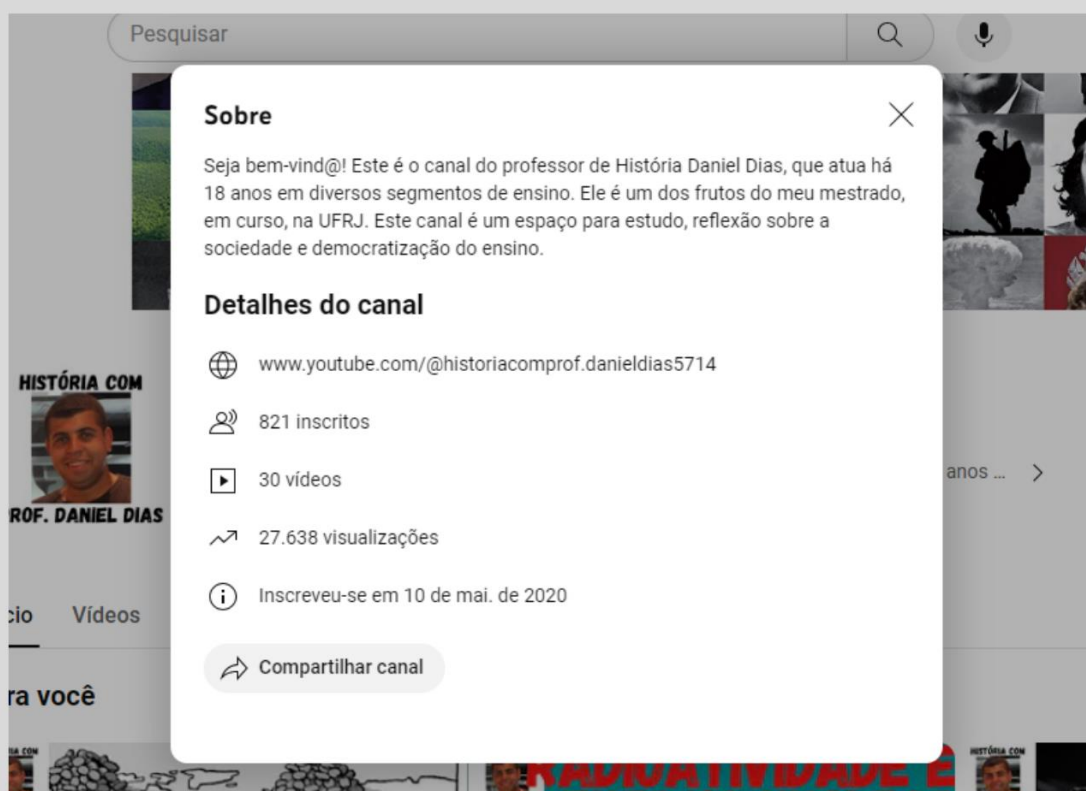 Pesquisar
Sobre
Seja bem-vind@! Este é o canal do professor de História Daniel Dias, que atua há
18 anos em diversos segmentos de ensino. Ele é um dos frutos do meu mestrado,
em curso, na UFRJ. Este canal é um espaço para estudo, reflexão sobre a
sociedade e democratização do ensino.
Detalhes do canal
www.youtube.com/@historiacomprof.danieldias5714
HISTÓRIA COM
821 inscritos
anos ...
30 vídeos
ROF. DANIEL DIAS
27.638 visualizações
Inscreveu-se em 10 de mai. de 2020
cio Vídeos
Compartilhar canal
ra você
RADIOATIVIDADE E
HISTÓRIA COM